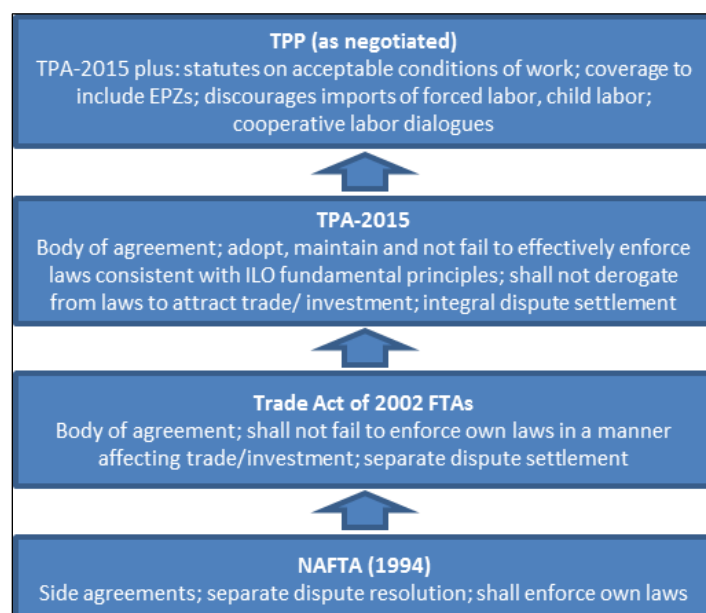 TPP (as negotiated)
TPA-2015 plus: statutes on acceptable conditions of work; coverage to
include EPZs; discourages imports of forced labor, child labor;
cooperative labor dialogues
TPA-2015
Body of agreement; adopt, maintain and not fail to effectively enforce
laws consistent with ILO fundamental principles; shall not derogate
from laws to attract trade/ investment; integral dispute settlement
Trade Act of 2002 FTAs
Body of agreement; shall not fail to enforce own laws in a manner
affecting trade/investment; separate dispute settlement
NAFTA (1994)
Side agreements; separate dispute resolution; shall enforce own laws